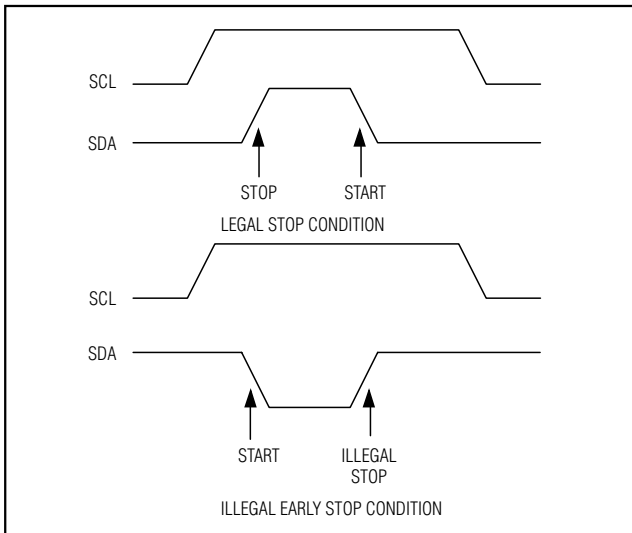 SCL
SDA
STOP START
LEGAL STOP CONDITION
SCL
SDA
START ILLEGAL
STOP
ILLEGAL EARLY STOP CONDITION